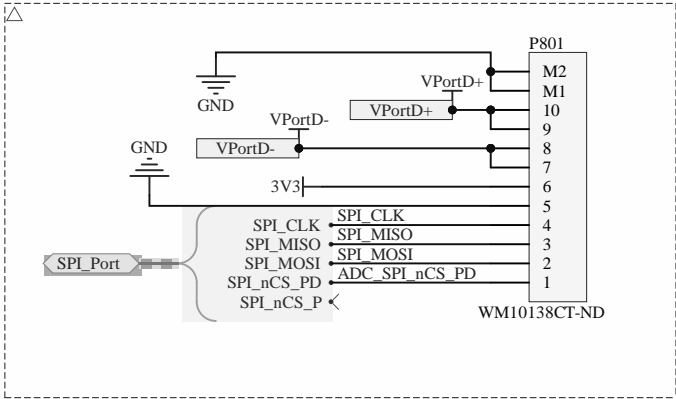 P801
M2
M1
VPortD+
GND
VPortD+
10
9
VPortD-
GND
VPortD-
8
7
3V3
6
5
SPI_CLK
SPI_CLK
4
SPI_MISO
SPI_MISO
3
SPI_Port
SPI_MOSI
SPI_MOSI
2
SPI_nCS_PD
ADC_SPI_nCS_PD
1
SPI_nCS_P
WM10138CT-ND